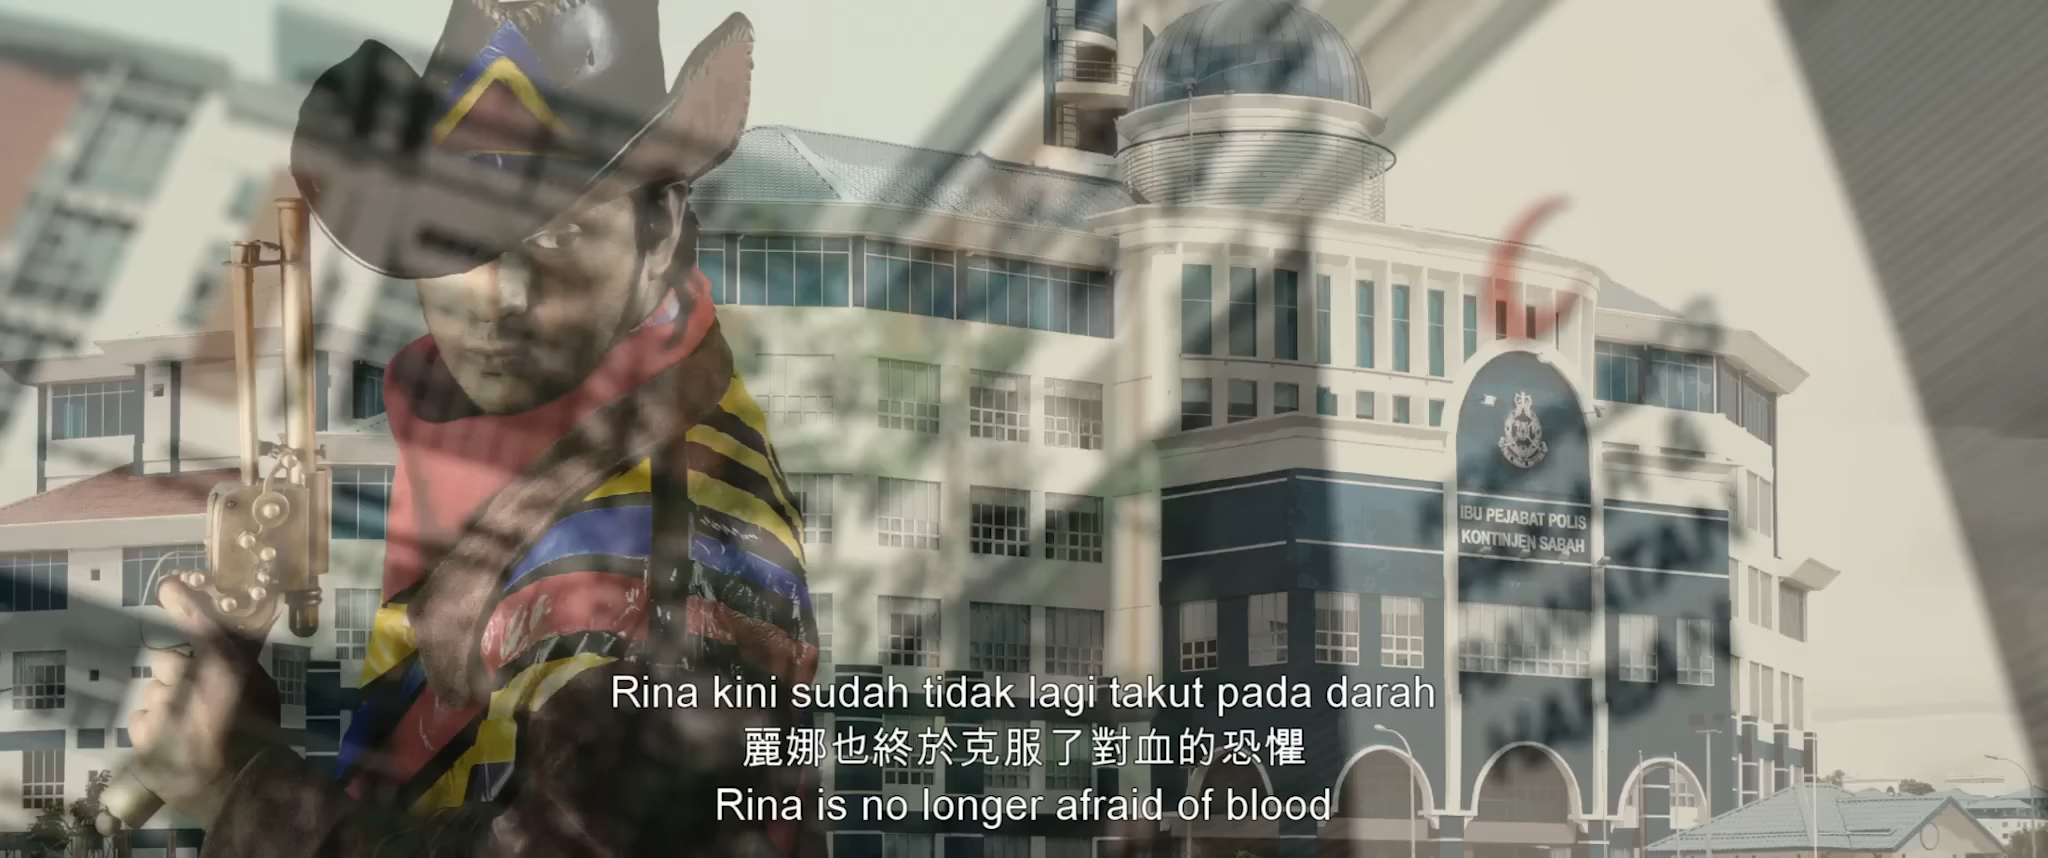 IBU PEJABAT POLIS
KONTINJEN SABAH
Rina kini sudah tidak lagi takut pada darah
麗娜也終於克服了對血的恐懼
Rina is no longer afraid of blood